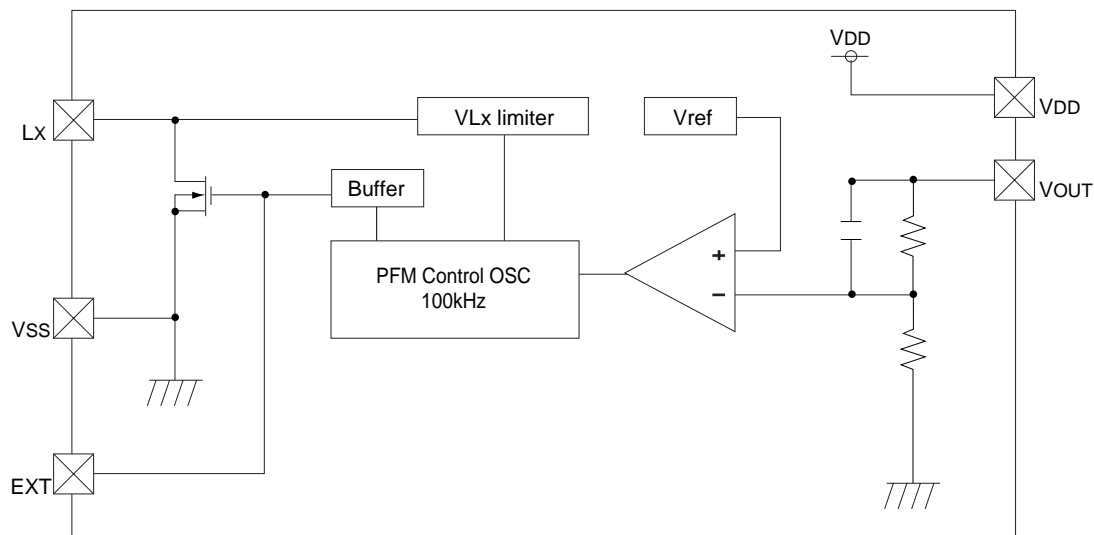 VDD
LX
VLx limiter
Vref
VDD
Buffer
VOUT
PFM Control OSC
100kHz
+
−
VSS
EXT